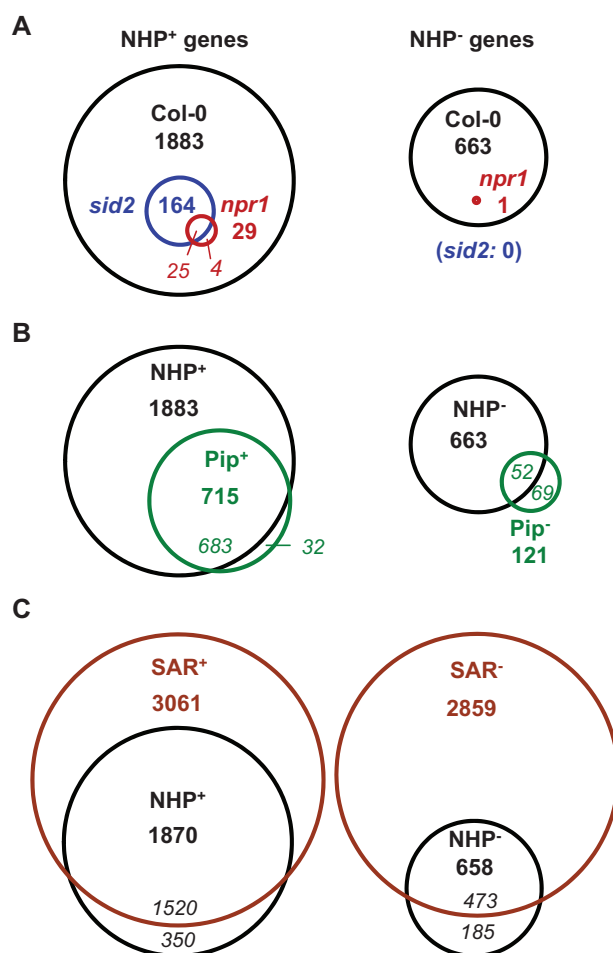 A
NHP⁺ genes
NHP⁻ genes
Col-0
1883
sid2
164
npr1
29
25
4
Col-0
663
npr1
1
(sid2: 0)
B
NHP⁺
1883
Pip⁺
715
683
32
NHP⁻
663
52
69
Pip⁻
121
C
SAR⁺
3061
NHP⁺
1870
1520
350
SAR⁻
2859
NHP⁻
658
473
185